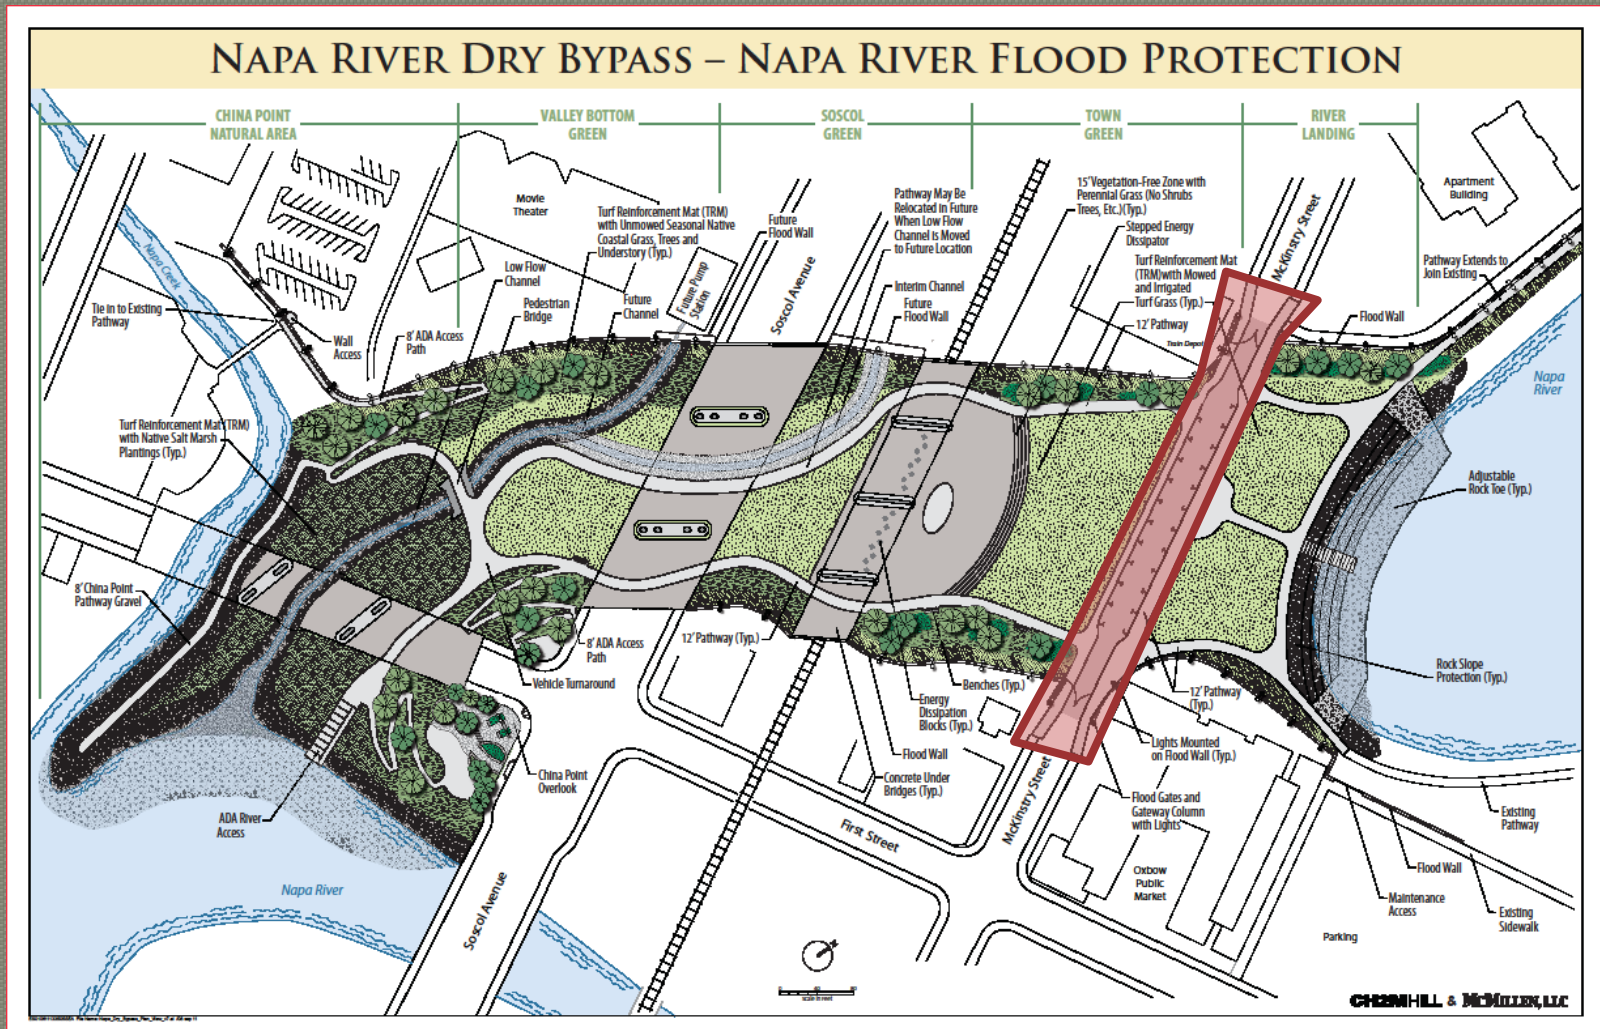 NAPA RIVER DRY BYPASS – NAPA RIVER FLOOD PROTECTION
CHINA POINT
NATURAL AREA
VALLEY BOTTOM
GREEN
SOSCOL
GREEN
TOWN
GREEN
RIVER
LANDING
Movie
Theater
Turf Reinforcement Mat (TRM)
with Unmowed Seasonal Native
Coastal Grass, Trees and
Understory (Typ.)
Future
Flood Wall
Pathway May Be
Relocated in Future
When Low Flow
Channel is Moved
to Future Location
15' Vegetation-Free Zone with
Perennial Grass (No Shrubs
Trees, Etc.)(Typ.)
Stepped Energy
Dissipator
Turf Reinforcement Mat
(TRM)with Mowed
and Irrigated
Turf Grass (Typ.)
12' Pathway
Train Depot
McKinstry Street
Apartment
Building
Pathway Extends to
Join Existing
Flood Wall
Napa Creek
Low Flow
Channel
Pedestrian
Bridge
Future
Channel
Future Pump
Station
Soscol Avenue
Interim Channel
Future
Flood Wall
Tie in to Existing
Pathway
Wall
Access
8' ADA Access
Path
Napa
River
Turf Reinforcement Mat (TRM)
with Native Salt Marsh
Plantings (Typ.)
Adjustable
Rock Toe (Typ.)
8' China Point
Pathway Gravel
8' ADA Access
Path
Vehicle Turnaround
12' Pathway (Typ.)
Energy
Dissipation
Blocks (Typ.)
Benches (Typ.)
Flood Wall
Concrete Under
Bridges (Typ.)
12' Pathway
(Typ.)
Rock Slope
Protection (Typ.)
Lights Mounted
on Flood Wall (Typ.)
China Point
Overlook
ADA River
Access
McKinstry Street
Flood Gates and
Gateway Column
with Lights
First Street
Existing
Pathway
Flood Wall
Maintenance
Access
Existing
Sidewalk
Oxbow
Public
Market
Napa River
Soscol Avenue
Parking
N
scale in feet
CH2MHILL & MCMILLEN, LLC